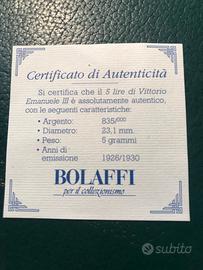 Certificato di Autenticità
Si certifica che il 5 lire di Vittorio
Emanuele III è assolutamente autentico,
con le seguenti caratteristiche:
• Argento: 835/000
• Diametro: 23,1 mm.
• Peso: 5 grammi
• Anni di
emissione 1926/1930
BOLAFFI
per il collezionismo
subito